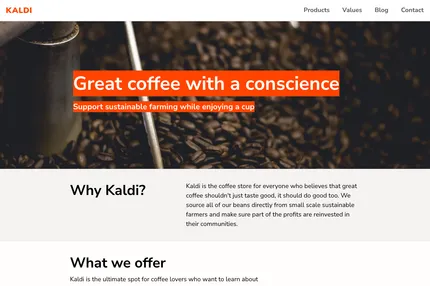 KALDI
Products Values Blog Contact
Great coffee with a conscience
Support sustainable farming while enjoying a cup
Why Kaldi?
Kaldi is the coffee store for everyone who believes that great
coffee shouldn't just taste good, it should do good too. We
source all of our beans directly from small scale sustainable
farmers and make sure part of the profits are reinvested in
their communities.
What we offer
Kaldi is the ultimate spot for coffee lovers who want to learn about